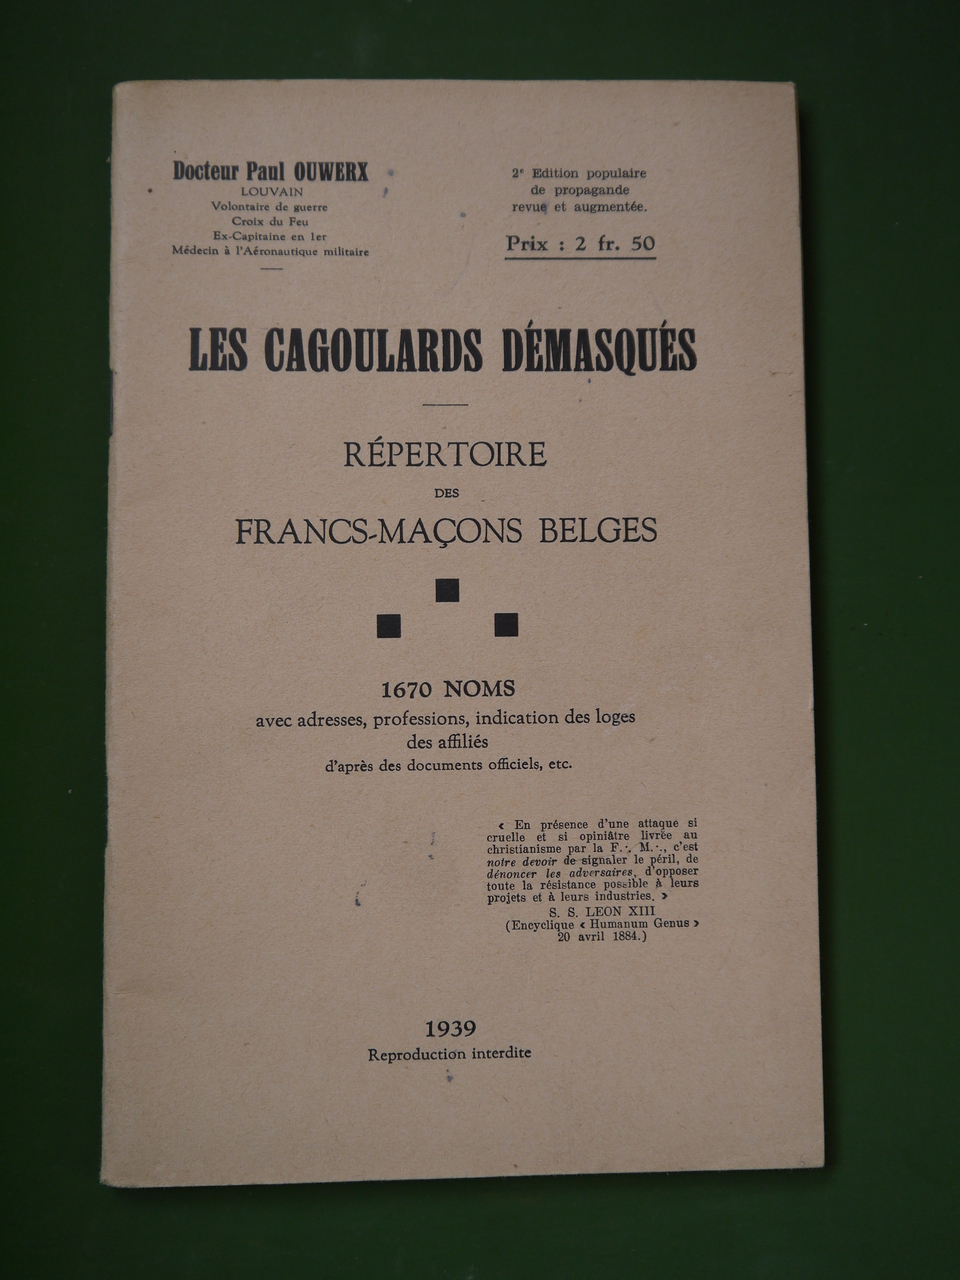 Docteur Paul OUWERX
LOUVAIN
Volontaire de guerre
Croix du Feu
Ex-Capitaine en 1er
Médecin à l'Aéronautique militaire
2e Edition populaire
de propagande
revue et augmentée.
Prix : 2 fr. 50
LES CAGOULARDS DÉMASQUÉS
RÉPERTOIRE
DES
FRANCS-MAÇONS BELGES
1670 NOMS
avec adresses, professions, indication des loges
des affiliés
d'après des documents officiels, etc.
« En présence d'une attaque si
cruelle et si opiniâtre livrée au
christianisme par la F.·. M.·., c'est
notre devoir de signaler le péril, de
dénoncer les adversaires, d'opposer
toute la résistance possible à leurs
projets et à leurs industries. »
S. S. LEON XIII
(Encyclique « Humanum Genus »
20 avril 1884.)
1939
Reproduction interdite